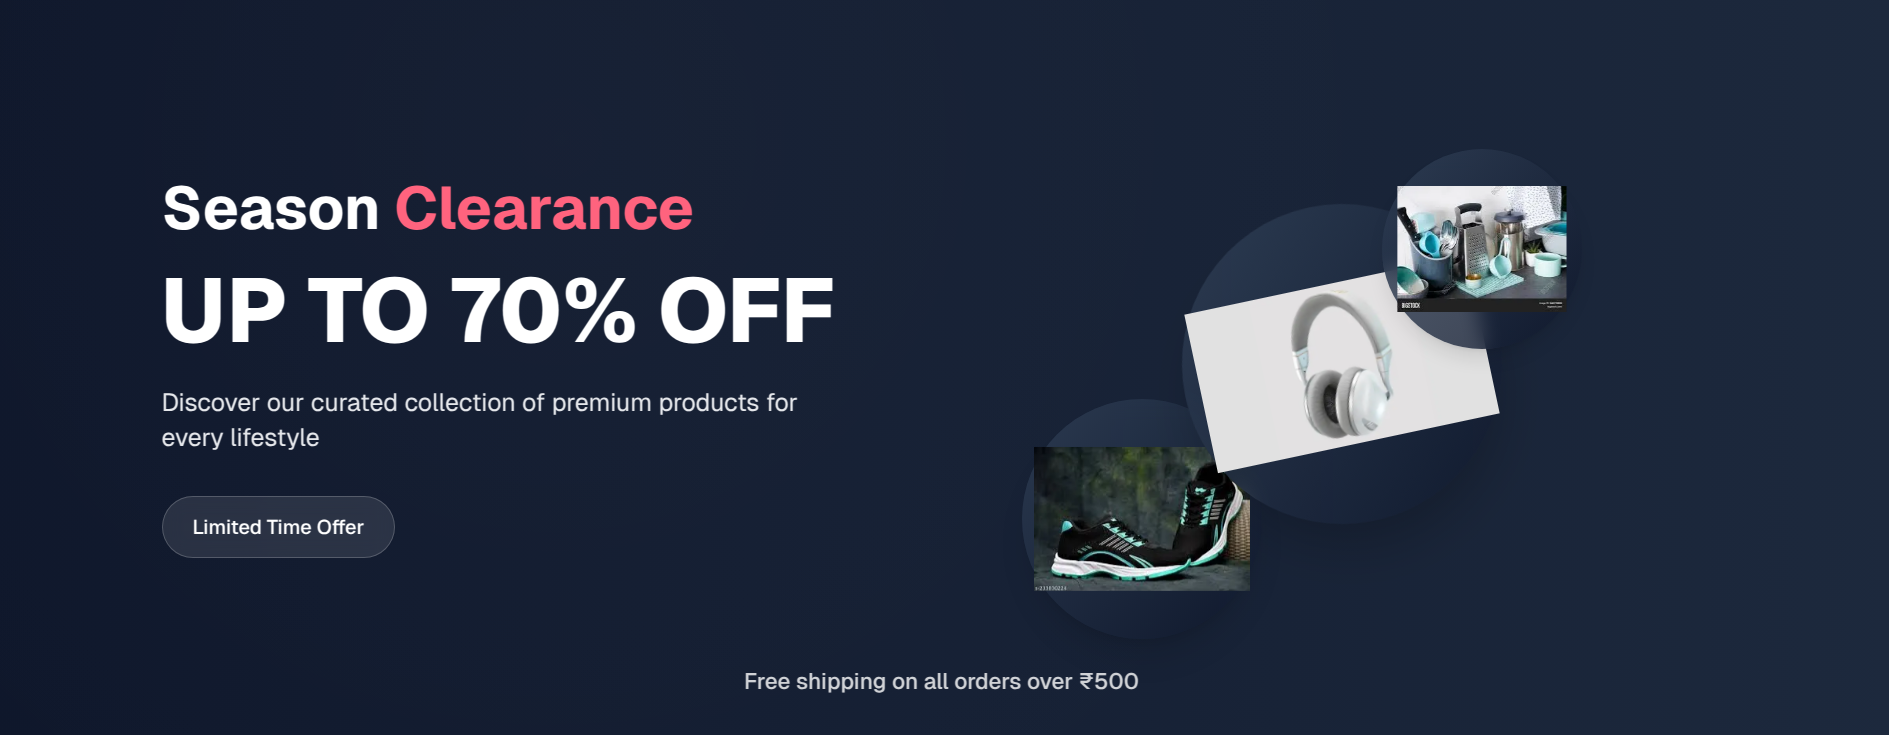 Season Clearance
UP TO 70% OFF
Discover our curated collection of premium products for
every lifestyle
Limited Time Offer
BIGSTOCK
Free shipping on all orders over ₹500